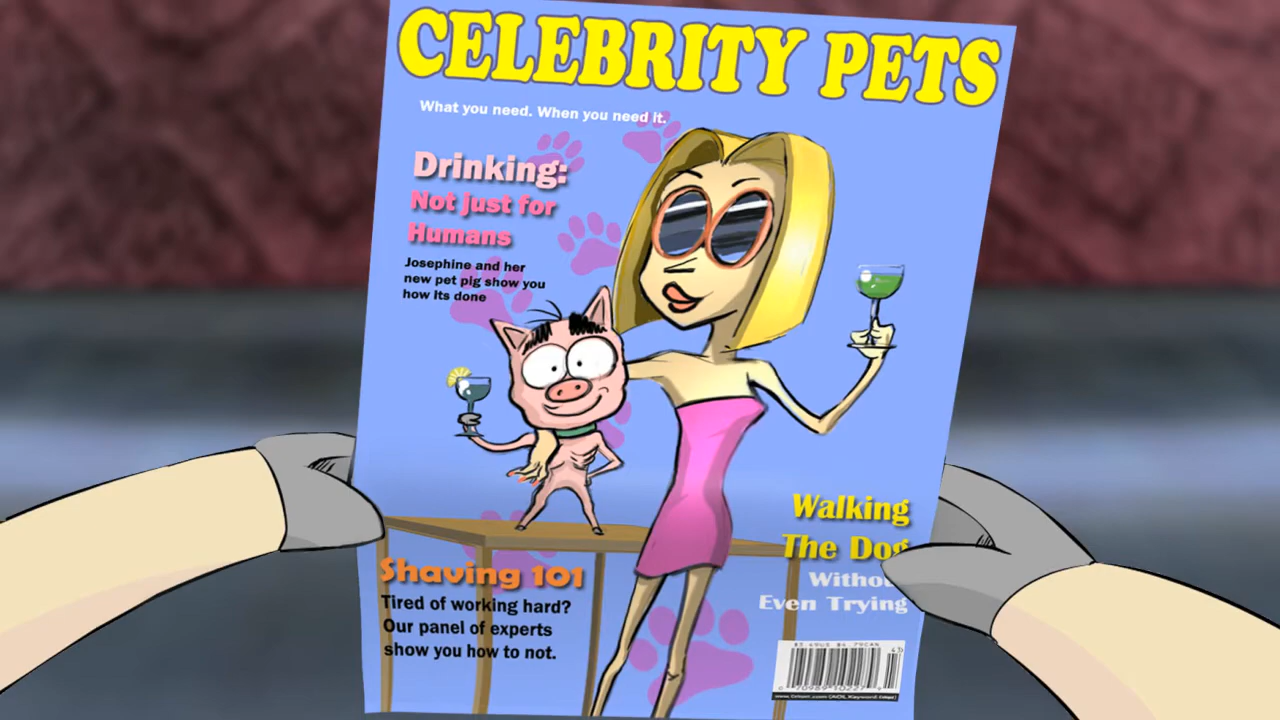 CELEBRITY PETS
What you need. When you need it.
Drinking:
Not just for
Humans
Josephine and her
new pet pig show you
how Its done
Walking
The Dog
Withou
Even Trying
Shaving 101
Tired of working hard?
Our panel of experts
show you how to not.